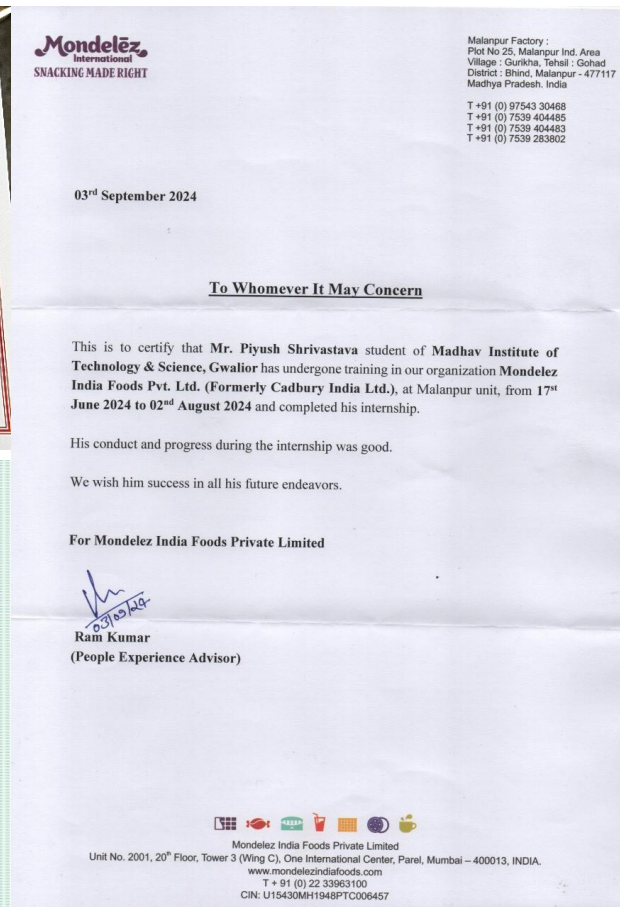 Mondelēz
International
SNACKING MADE RIGHT
Malanpur Factory :
Plot No 25, Malanpur Ind. Area
Village : Gurikha, Tehsil : Gohad
District : Bhind, Malanpur - 477117
Madhya Pradesh. India
T +91 (0) 97543 30468
T +91 (0) 7539 404485
T +91 (0) 7539 404483
T +91 (0) 7539 283802
03rd September 2024
To Whomever It May Concern
This is to certify that Mr. Piyush Shrivastava student of Madhav Institute of
Technology & Science, Gwalior has undergone training in our organization Mondelez
India Foods Pvt. Ltd. (Formerly Cadbury India Ltd.), at Malanpur unit, from 17st
June 2024 to 02nd August 2024 and completed his internship.
His conduct and progress during the internship was good.
We wish him success in all his future endeavors.
For Mondelez India Foods Private Limited
03/09/24
Ram Kumar
(People Experience Advisor)
Mondelez India Foods Private Limited
Unit No. 2001, 20th Floor, Tower 3 (Wing C), One International Center, Parel, Mumbai – 400013, INDIA.
www.mondelezindiafoods.com
T + 91 (0) 22 33963100
CIN: U15430MH1948PTC006457